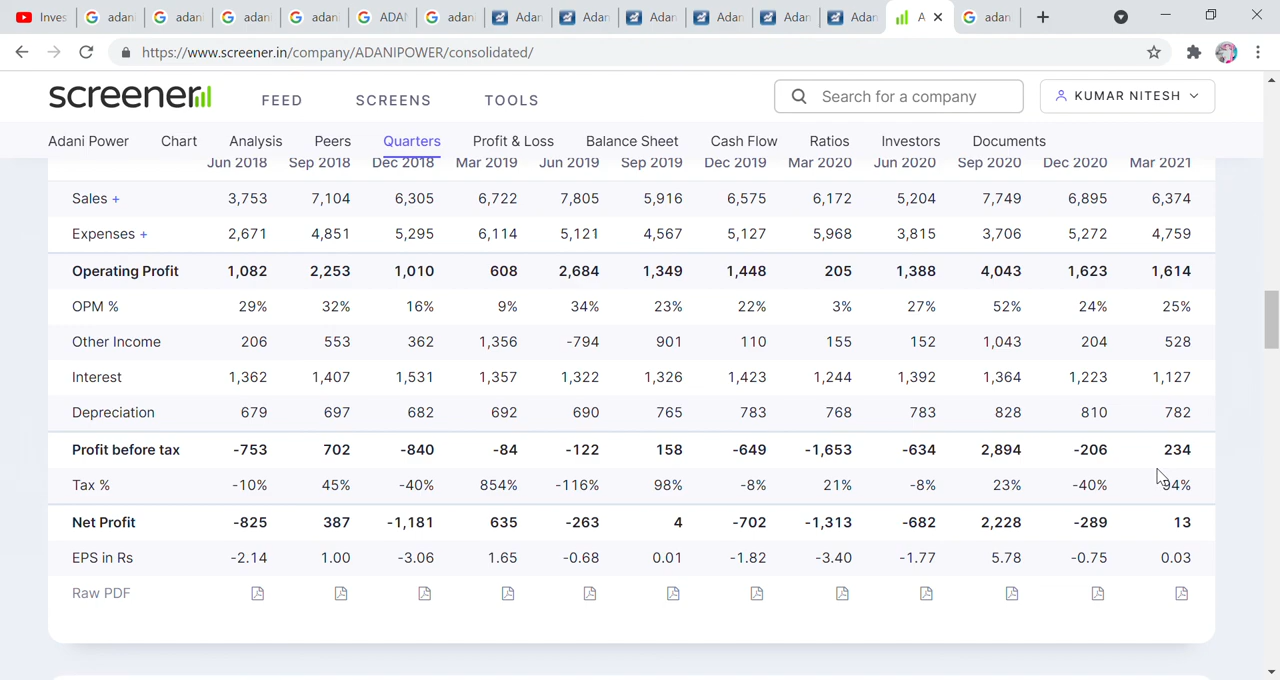 Inves adani adani adani adani ADAN adani Adan Adan Adan Adan Adan Adan A adan
https://www.screener.in/company/ADANIPOWER/consolidated/
screener FEED SCREENS TOOLS Search for a company KUMAR NITESH
Adani Power Chart Analysis Peers Quarters Profit & Loss Balance Sheet Cash Flow Ratios Investors Documents
Jun 2018 Sep 2018 Dec 2018 Mar 2019 Jun 2019 Sep 2019 Dec 2019 Mar 2020 Jun 2020 Sep 2020 Dec 2020 Mar 2021
Sales + 3,753 7,104 6,305 6,722 7,805 5,916 6,575 6,172 5,204 7,749 6,895 6,374
Expenses + 2,671 4,851 5,295 6,114 5,121 4,567 5,127 5,968 3,815 3,706 5,272 4,759
Operating Profit 1,082 2,253 1,010 608 2,684 1,349 1,448 205 1,388 4,043 1,623 1,614
OPM % 29% 32% 16% 9% 34% 23% 22% 3% 27% 52% 24% 25%
Other Income 206 553 362 1,356 -794 901 110 155 152 1,043 204 528
Interest 1,362 1,407 1,531 1,357 1,322 1,326 1,423 1,244 1,392 1,364 1,223 1,127
Depreciation 679 697 682 692 690 765 783 768 783 828 810 782
Profit before tax -753 702 -840 -84 -122 158 -649 -1,653 -634 2,894 -206 234
Tax % -10% 45% -40% 854% -116% 98% -8% 21% -8% 23% -40% 94%
Net Profit -825 387 -1,181 635 -263 4 -702 -1,313 -682 2,228 -289 13
EPS in Rs -2.14 1.00 -3.06 1.65 -0.68 0.01 -1.82 -3.40 -1.77 5.78 -0.75 0.03
Raw PDF